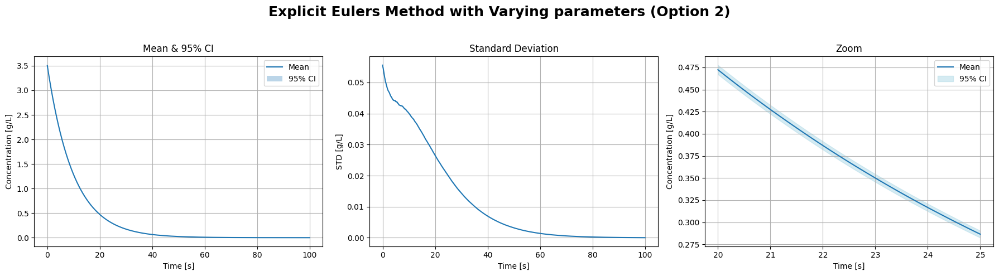 Explicit Eulers Method with Varying parameters (Option 2)
Mean & 95% CI
Concentration [g/L]
3.5
3.0
2.5
2.0
1.5
1.0
0.5
0.0
Mean
95% CI
0 20 40 60 80 100
Time [s]
Standard Deviation
STD [g/L]
0.05
0.04
0.03
0.02
0.01
0.00
0 20 40 60 80 100
Time [s]
Zoom
Concentration [g/L]
0.475
0.450
0.425
0.400
0.375
0.350
0.325
0.300
0.275
Mean
95% CI
20 21 22 23 24 25
Time [s]